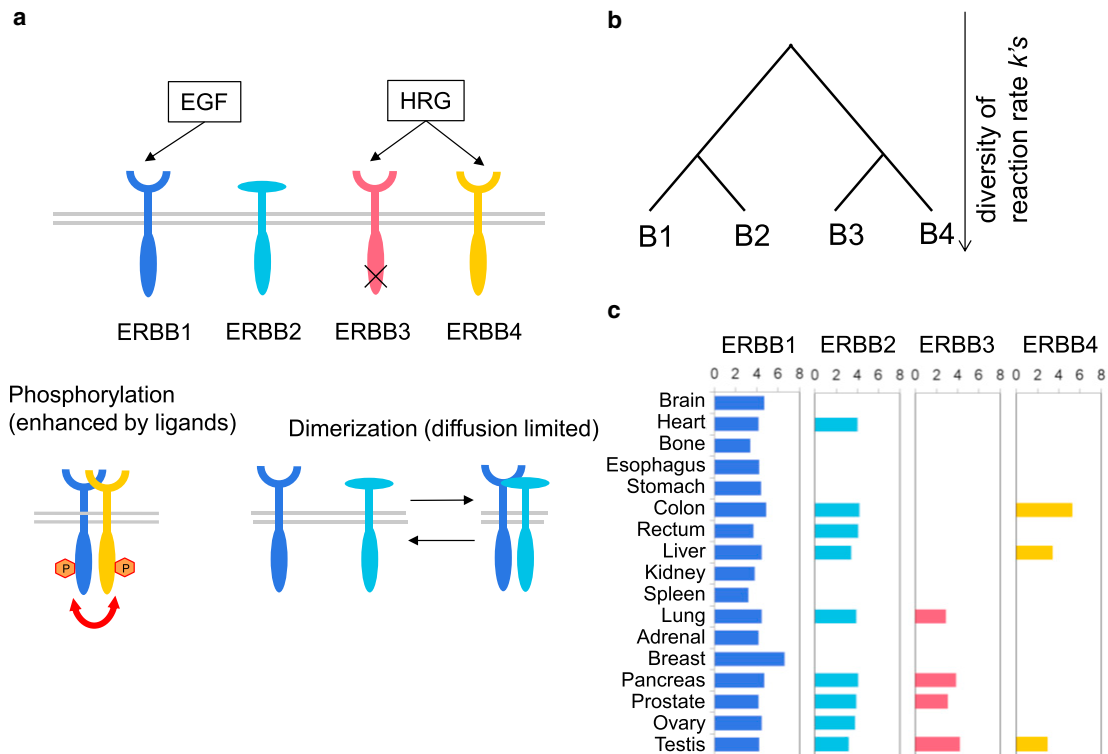 a
EGF
HRG
ERBB1 ERBB2 ERBB3 ERBB4
Phosphorylation
(enhanced by ligands)
P P
Dimerization (diffusion limited)
b
B1 B2 B3 B4
diversity of
reaction rate k's
c
ERBB1 ERBB2 ERBB3 ERBB4
0 2 4 6 8 0 2 4 6 8 0 2 4 6 8 0 2 4 6 8
Brain
Heart
Bone
Esophagus
Stomach
Colon
Rectum
Liver
Kidney
Spleen
Lung
Adrenal
Breast
Pancreas
Prostate
Ovary
Testis